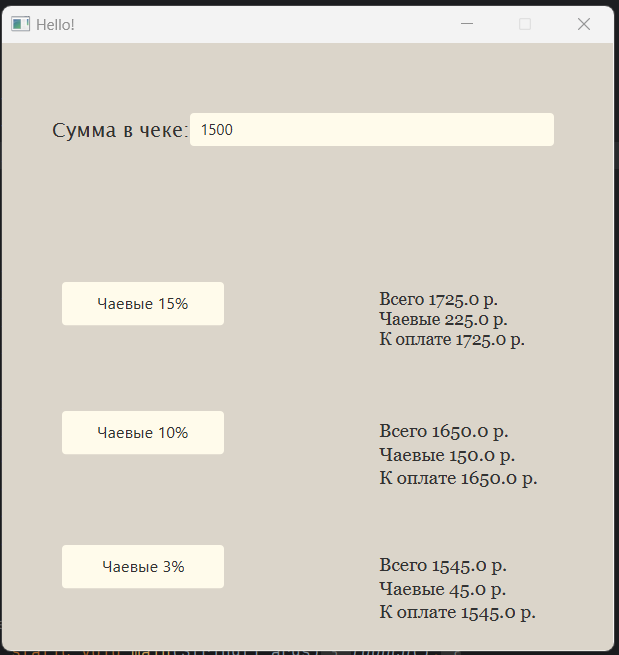 Hello!
Сумма в чеке: 1500
Чаевые 15%
Всего 1725.0 р.
Чаевые 225.0 р.
К оплате 1725.0 р.
Чаевые 10%
Всего 1650.0 р.
Чаевые 150.0 р.
К оплате 1650.0 р.
Чаевые 3%
Всего 1545.0 р.
Чаевые 45.0 р.
К оплате 1545.0 р.